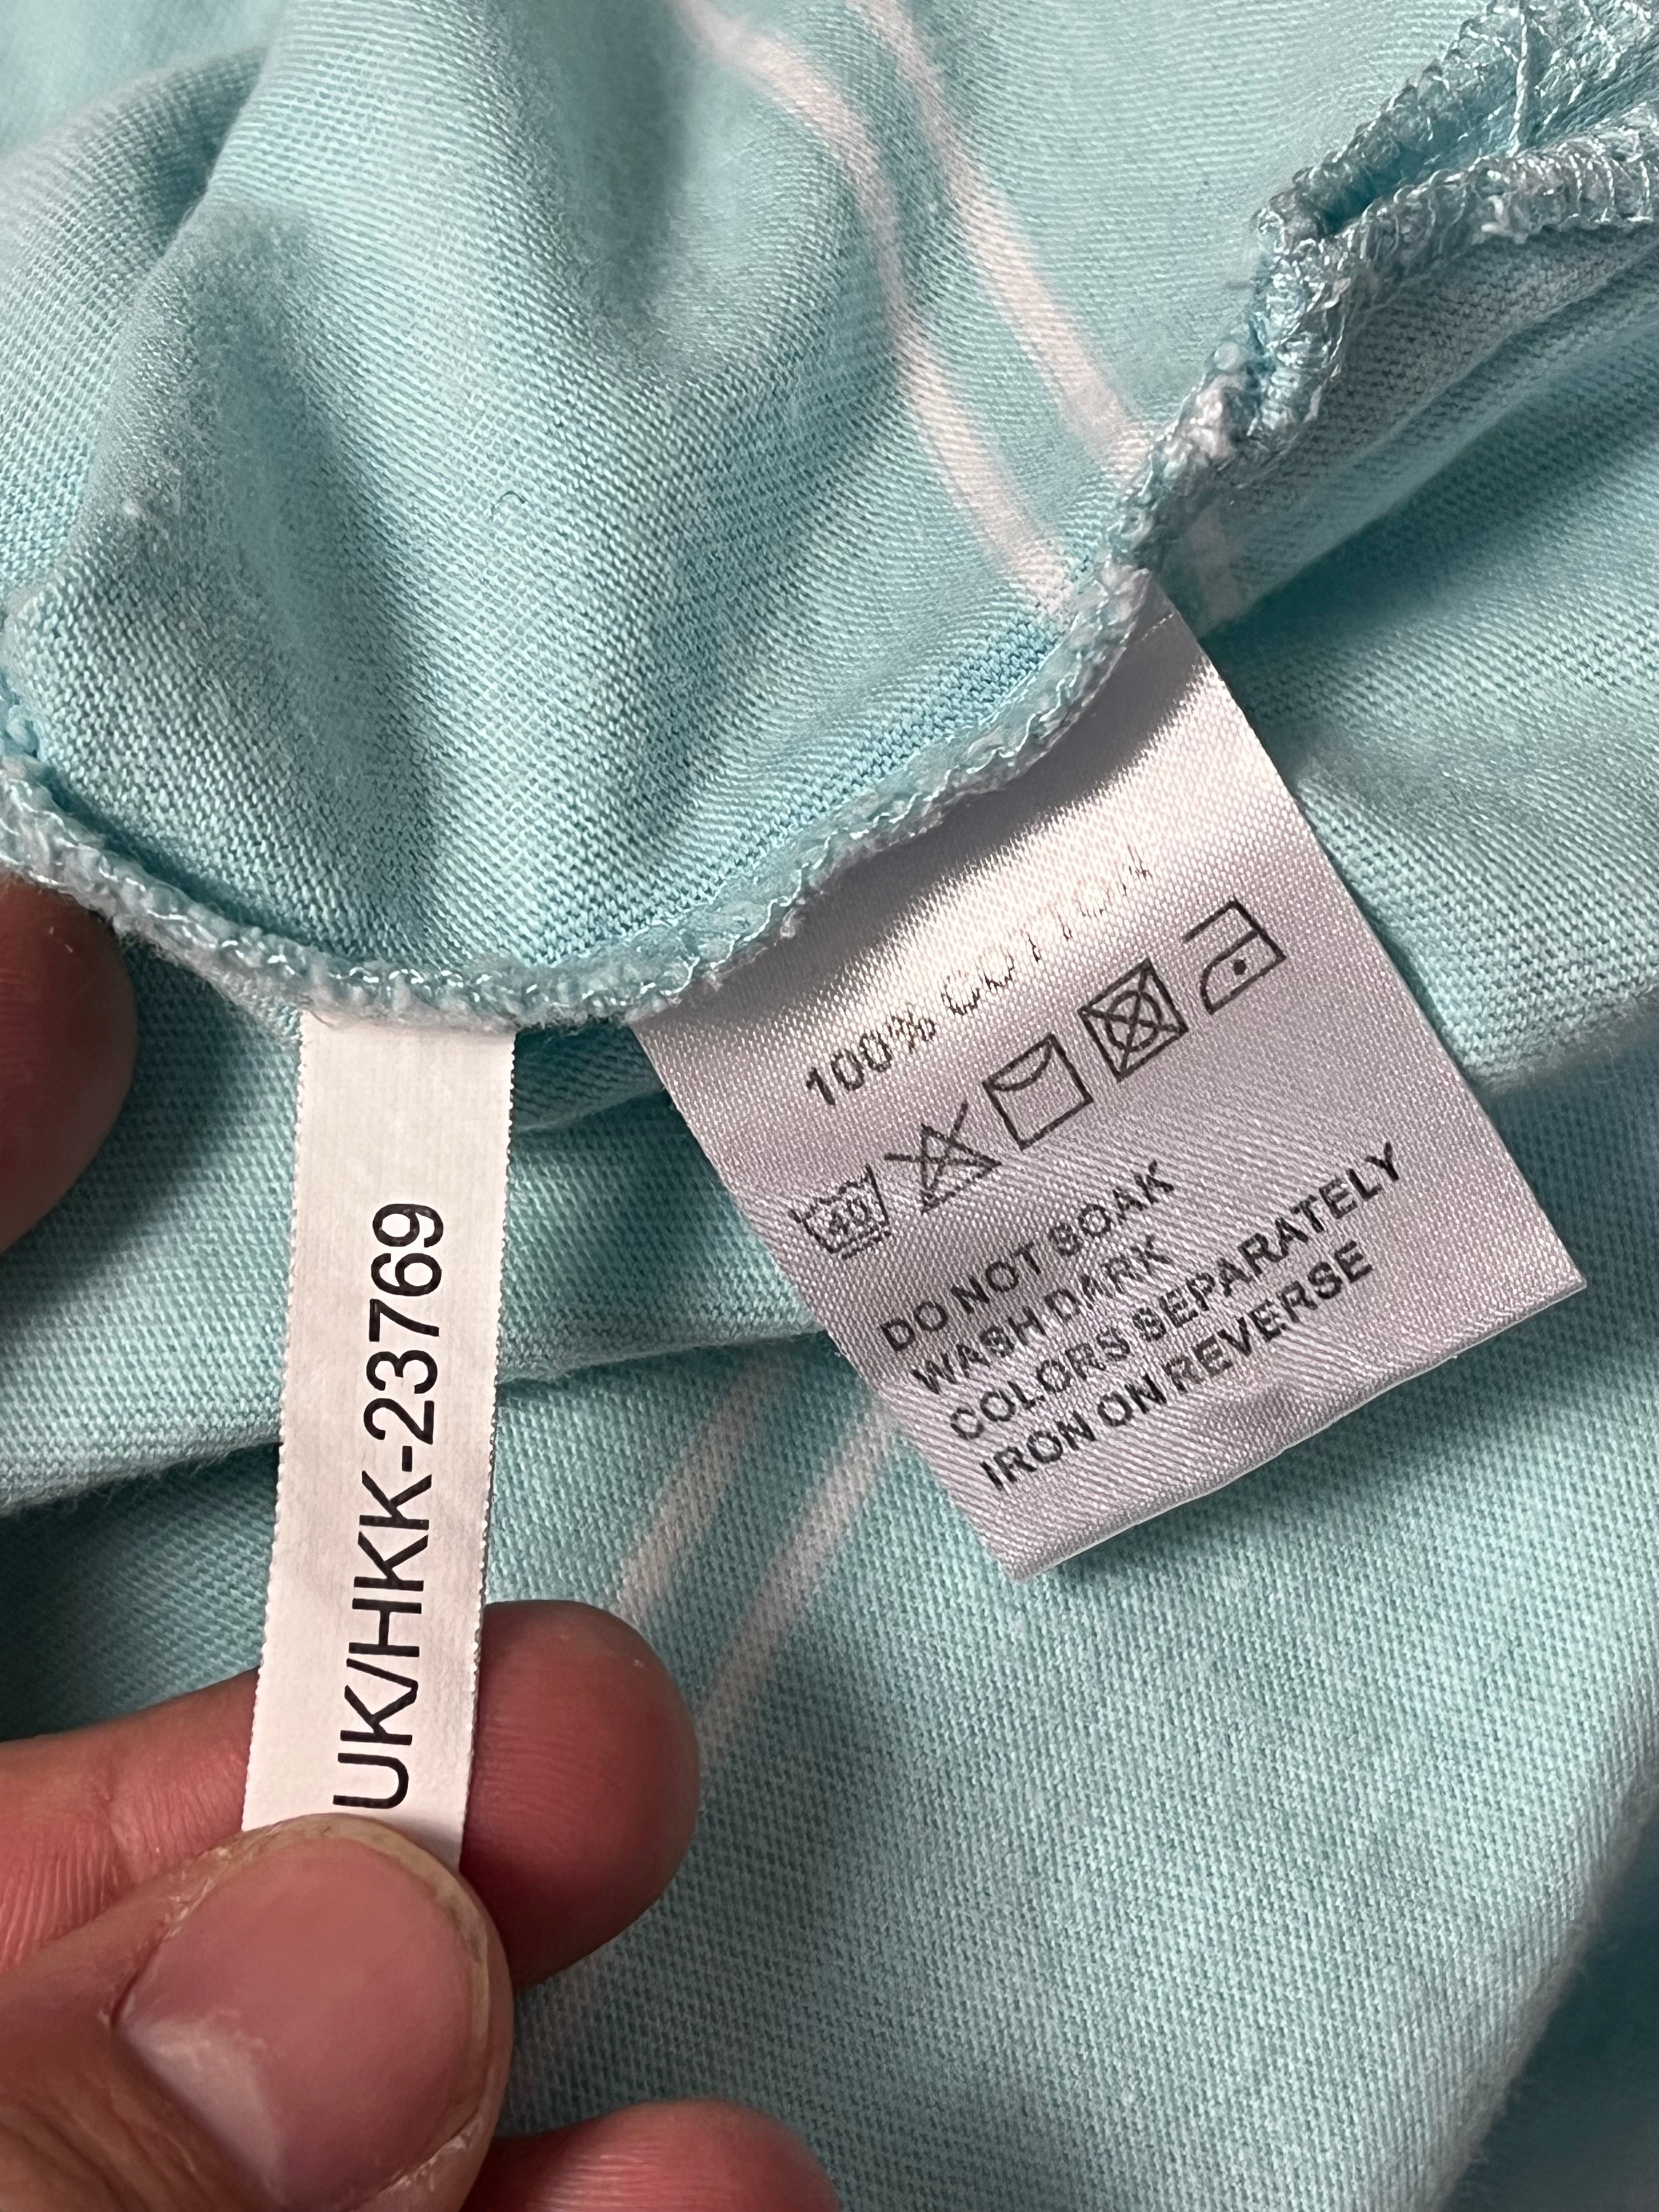 UK/HKK-23769
100% COTTON
40
DO NOT SOAK
WASH DARK
COLORS SEPARATELY
IRON ON REVERSE